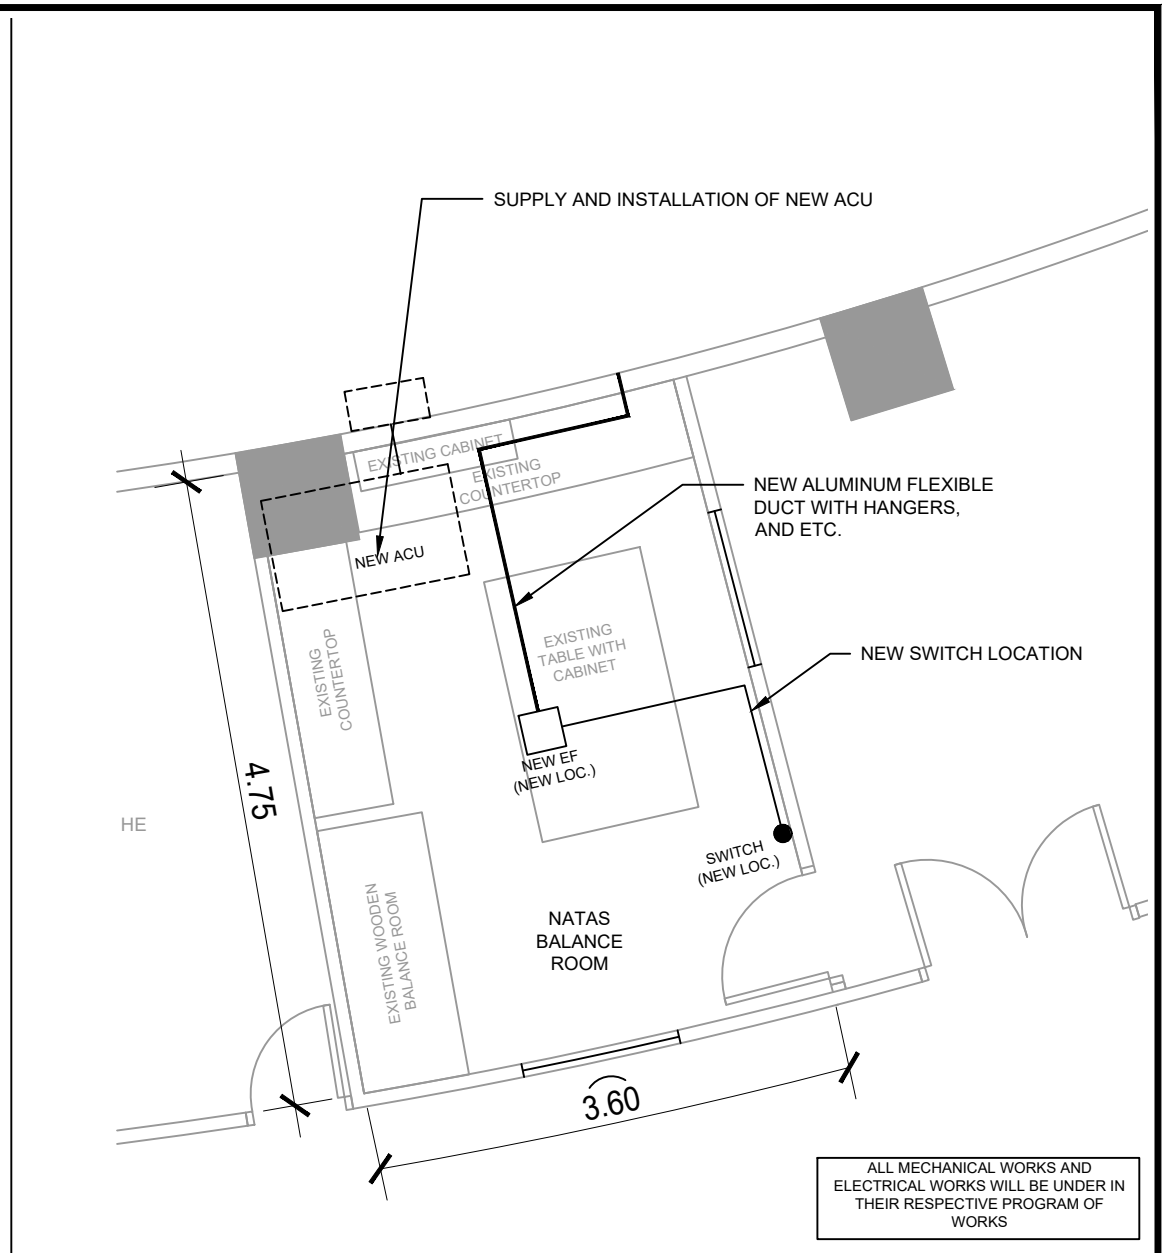 SUPPLY AND INSTALLATION OF NEW ACU
EXISTING CABINET
EXISTING
COUNTERTOP
NEW ALUMINUM FLEXIBLE
DUCT WITH HANGERS,
AND ETC.
NEW ACU
EXISTING
TABLE WITH
CABINET
NEW SWITCH LOCATION
EXISTING
COUNTERTOP
NEW EF
(NEW LOC.)
4.75
HE
SWITCH
(NEW LOC.)
EXISTING WOODEN
BALANCE ROOM
NATAS
BALANCE
ROOM
3.60
ALL MECHANICAL WORKS AND
ELECTRICAL WORKS WILL BE UNDER IN
THEIR RESPECTIVE PROGRAM OF
WORKS